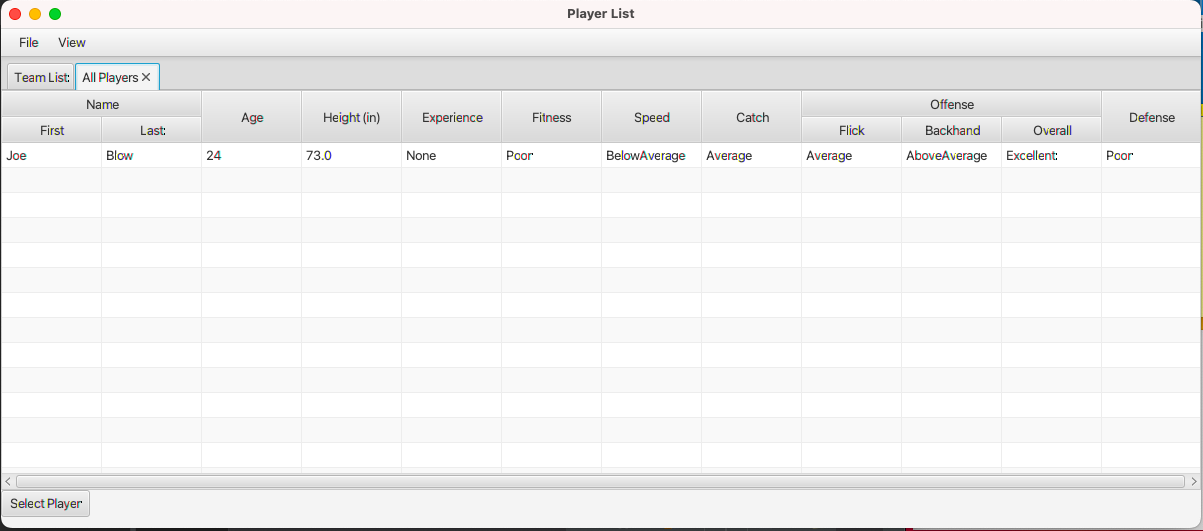 Player List
File View
Team List All Players ✕
Name Age Height (in) Experience Fitness Speed Catch Offense Defense
First Last Flick Backhand Overall
Joe Blow 24 73.0 None Poor BelowAverage Average Average AboveAverage Excellent Poor
Select Player